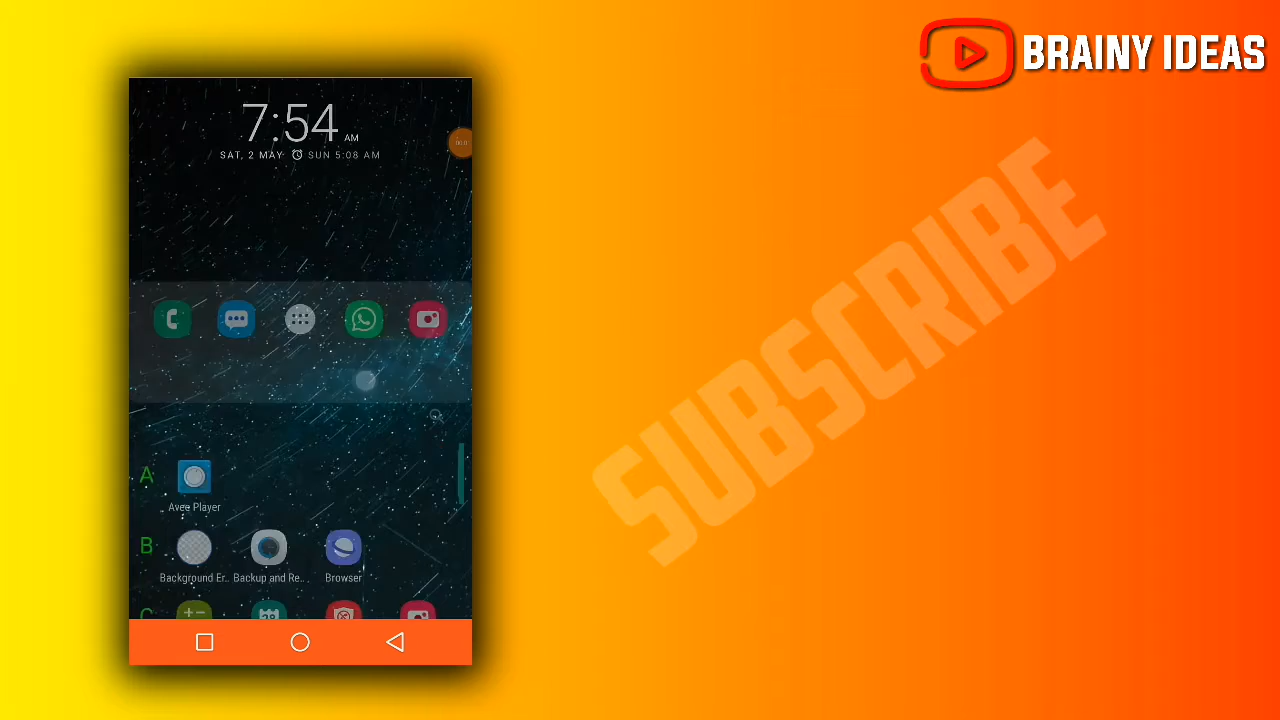 BRAINY IDEAS
7:54 AM
SAT, 2 MAY SUN 5:08 AM
SUBSCRIBE
A
Avee Player
B
Background Er.. Backup and Re.. Browser
C